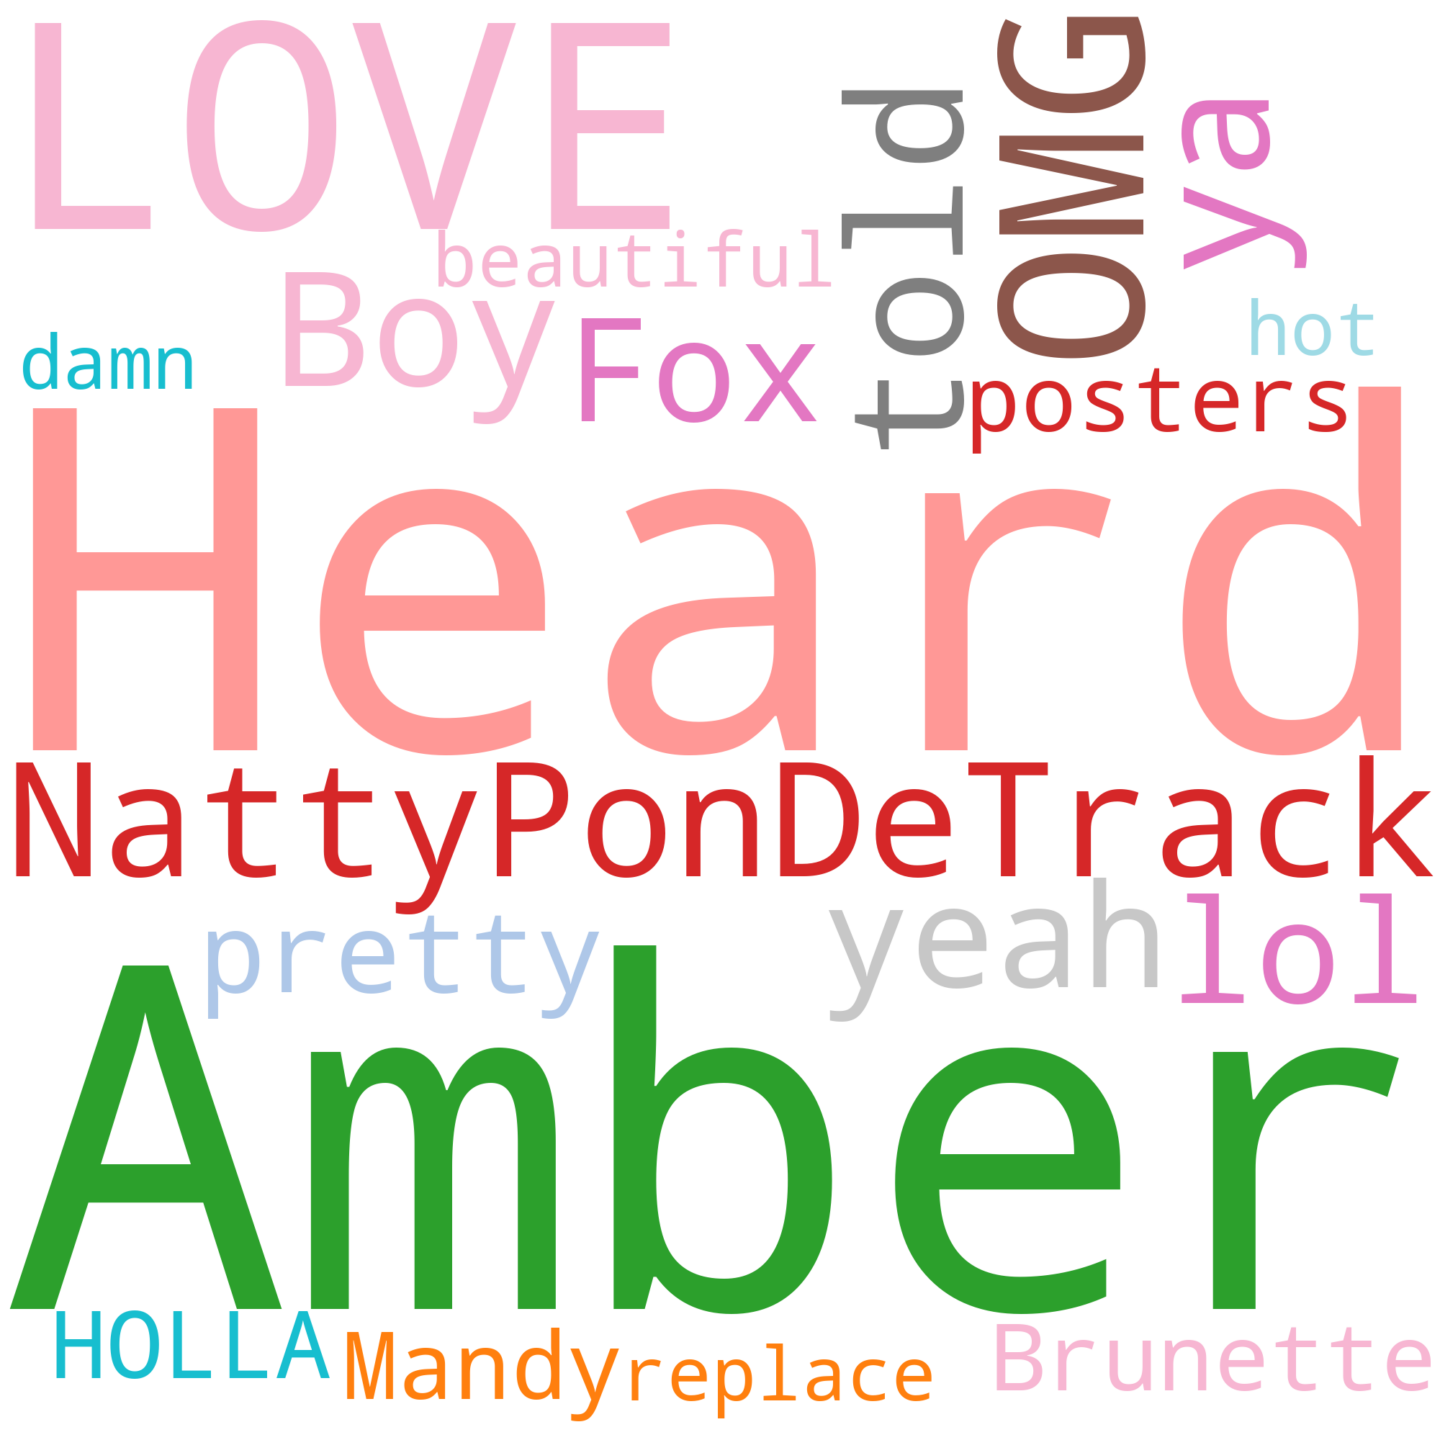 LOVE
told
OMG
ya
beautiful
Boy
Fox
hot
damn
posters
Heard
NattyPonDeTrack
pretty
yeah
lol
Amber
HOLLA
Mandy
replace
Brunette